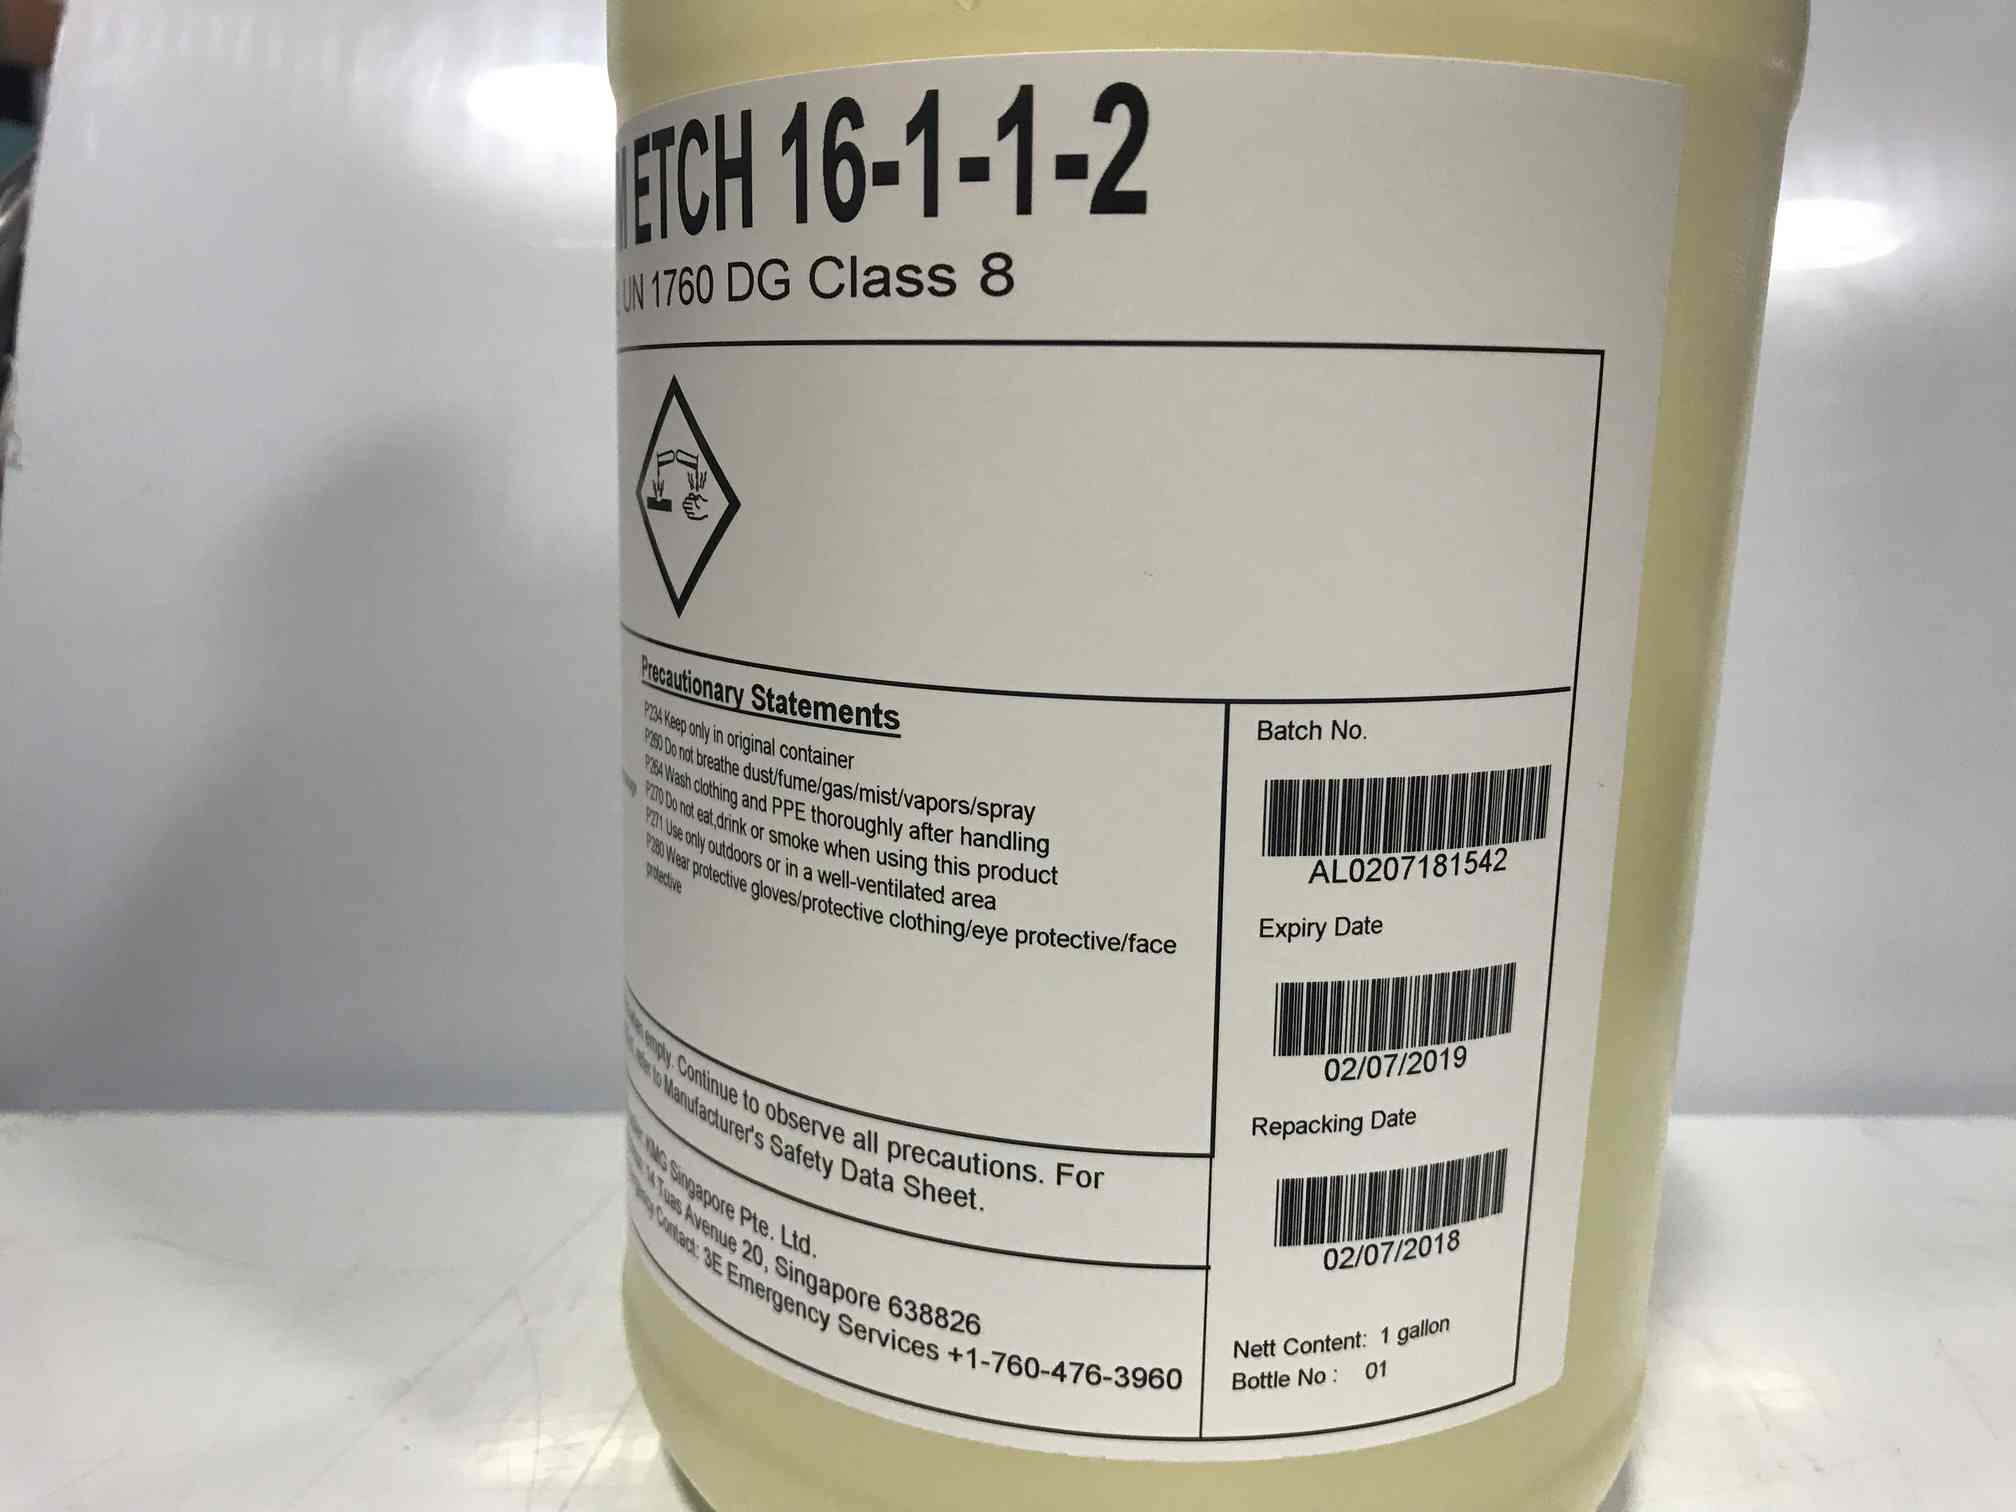 ETCH 16-1-1-2
UN 1760 DG Class 8
Precautionary Statements
P234 Keep only in original container
P260 Do not breathe dust/fume/gas/mist/vapors/spray
P264 Wash clothing and PPE thoroughly after handling
P270 Do not eat,drink or smoke when using this product
P271 Use only outdoors or in a well-ventilated area
P280 Wear protective gloves/protective clothing/eye protective/face
protective
empty. Continue to observe all precautions. For
refer to Manufacturer's Safety Data Sheet.
KMG Singapore Pte. Ltd.
14 Tuas Avenue 20, Singapore 638826
Contact: 3E Emergency Services +1-760-476-3960
Batch No.
AL0207181542
Expiry Date
02/07/2019
Repacking Date
02/07/2018
Nett Content: 1 gallon
Bottle No : 01